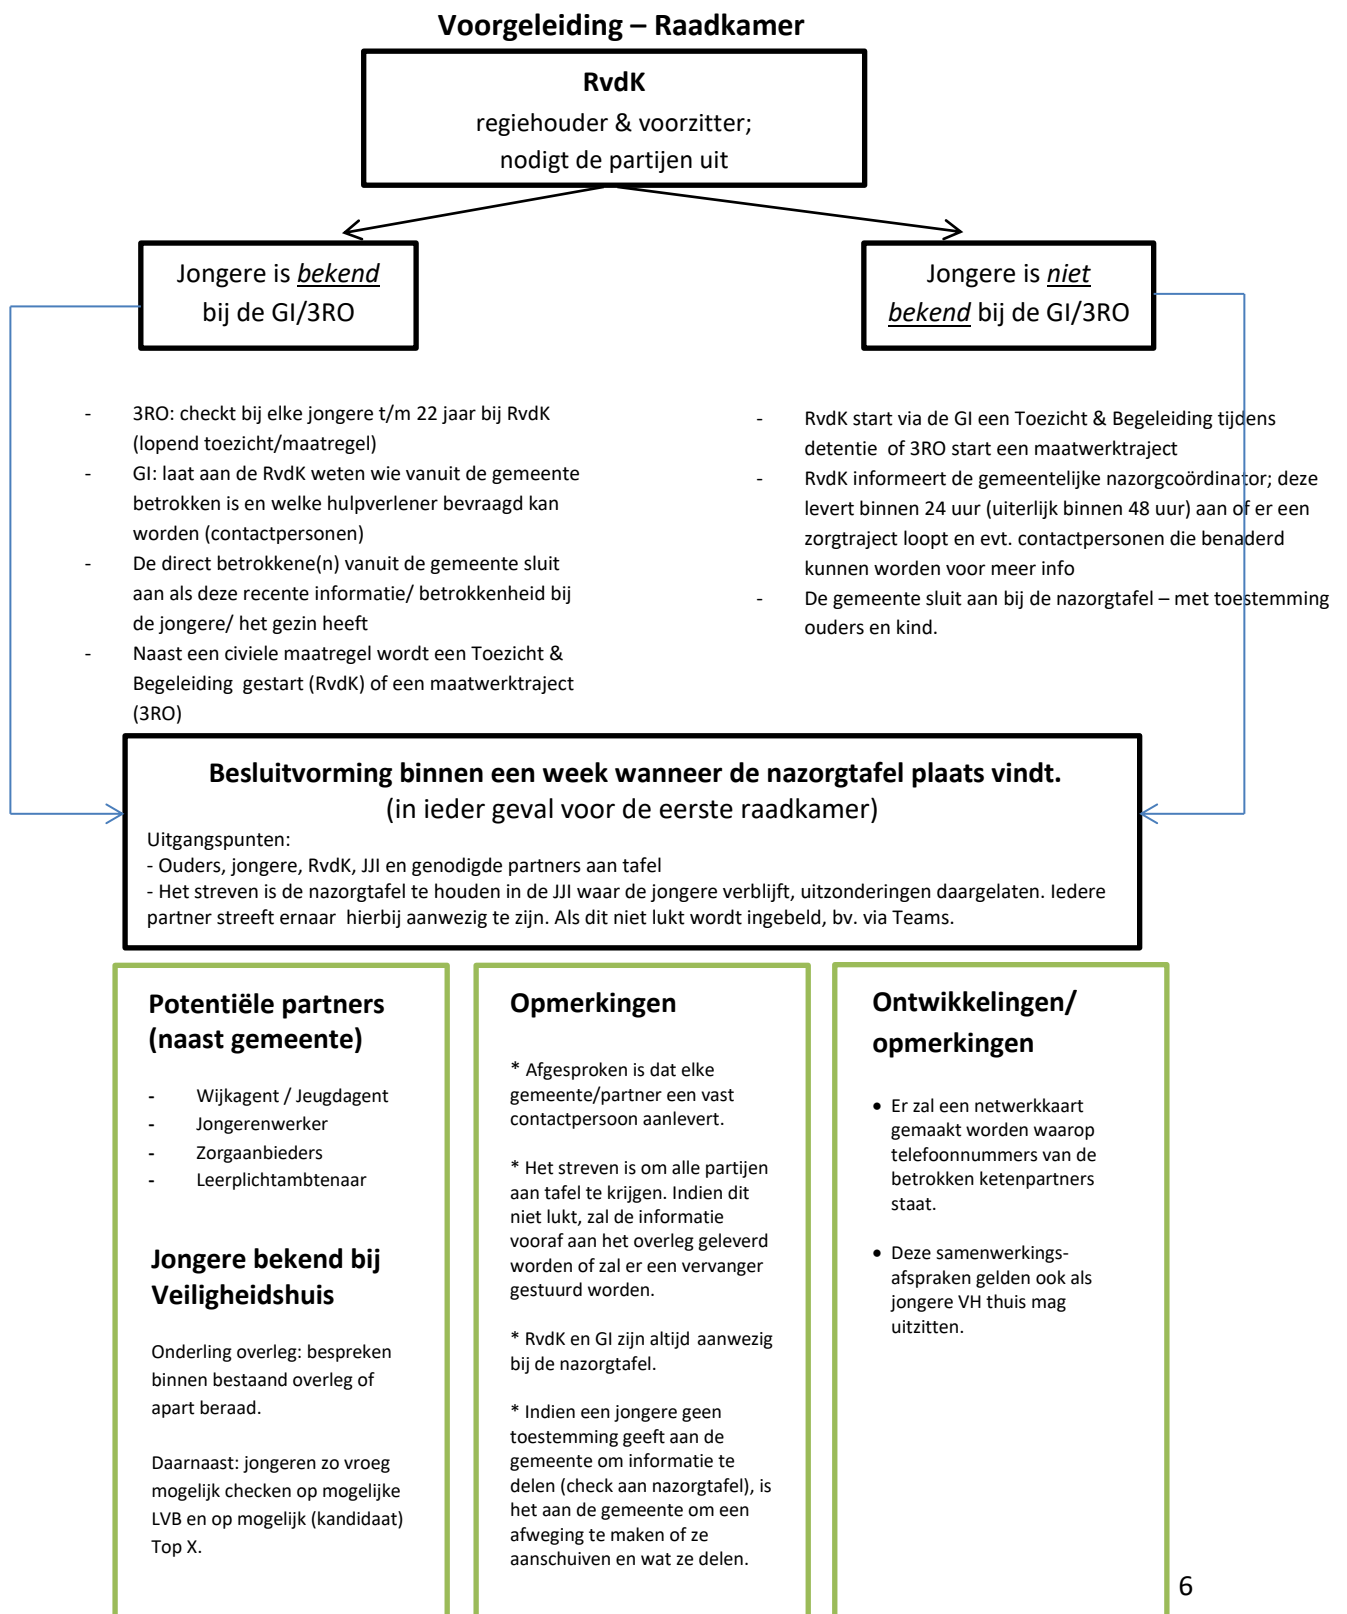 Voorgeleiding – Raadkamer
RvdK
regiehouder & voorzitter;
nodigt de partijen uit
Jongere is bekend
bij de GI/3RO
Jongere is niet
bekend bij de GI/3RO
- 3RO: checkt bij elke jongere t/m 22 jaar bij RvdK
(lopend toezicht/maatregel)
- GI: laat aan de RvdK weten wie vanuit de gemeente
betrokken is en welke hulpverlener bevraagd kan
worden (contactpersonen)
- De direct betrokkene(n) vanuit de gemeente sluit
aan als deze recente informatie/ betrokkenheid bij
de jongere/ het gezin heeft
- Naast een civiele maatregel wordt een Toezicht &
Begeleiding gestart (RvdK) of een maatwerktraject
(3RO)
- RvdK start via de GI een Toezicht & Begeleiding tijdens
detentie of 3RO start een maatwerktraject
- RvdK informeert de gemeentelijke nazorgcoördinator; deze
levert binnen 24 uur (uiterlijk binnen 48 uur) aan of er een
zorgtraject loopt en evt. contactpersonen die benaderd
kunnen worden voor meer info
- De gemeente sluit aan bij de nazorgtafel – met toestemming
ouders en kind.
Besluitvorming binnen een week wanneer de nazorgtafel plaats vindt.
(in ieder geval voor de eerste raadkamer)
Uitgangspunten:
- Ouders, jongere, RvdK, JJI en genodigde partners aan tafel
- Het streven is de nazorgtafel te houden in de JJI waar de jongere verblijft, uitzonderingen daargelaten. Iedere
partner streeft ernaar hierbij aanwezig te zijn. Als dit niet lukt wordt ingebeld, bv. via Teams.
Potentiële partners
(naast gemeente)
- Wijkagent / Jeugdagent
- Jongerenwerker
- Zorgaanbieders
- Leerplichtambtenaar
Jongere bekend bij
Veiligheidshuis
Onderling overleg: bespreken
binnen bestaand overleg of
apart beraad.
Daarnaast: jongeren zo vroeg
mogelijk checken op mogelijke
LVB en op mogelijk (kandidaat)
Top X.
Opmerkingen
* Afgesproken is dat elke
gemeente/partner een vast
contactpersoon aanlevert.
* Het streven is om alle partijen
aan tafel te krijgen. Indien dit
niet lukt, zal de informatie
vooraf aan het overleg geleverd
worden of zal er een vervanger
gestuurd worden.
* RvdK en GI zijn altijd aanwezig
bij de nazorgtafel.
* Indien een jongere geen
toestemming geeft aan de
gemeente om informatie te
delen (check aan nazorgtafel), is
het aan de gemeente om een
afweging te maken of ze
aanschuiven en wat ze delen.
Ontwikkelingen/
opmerkingen
• Er zal een netwerkkaart
gemaakt worden waarop
telefoonnummers van de
betrokken ketenpartners
staat.
• Deze samenwerkings-
afspraken gelden ook als
jongere VH thuis mag
uitzitten.
6